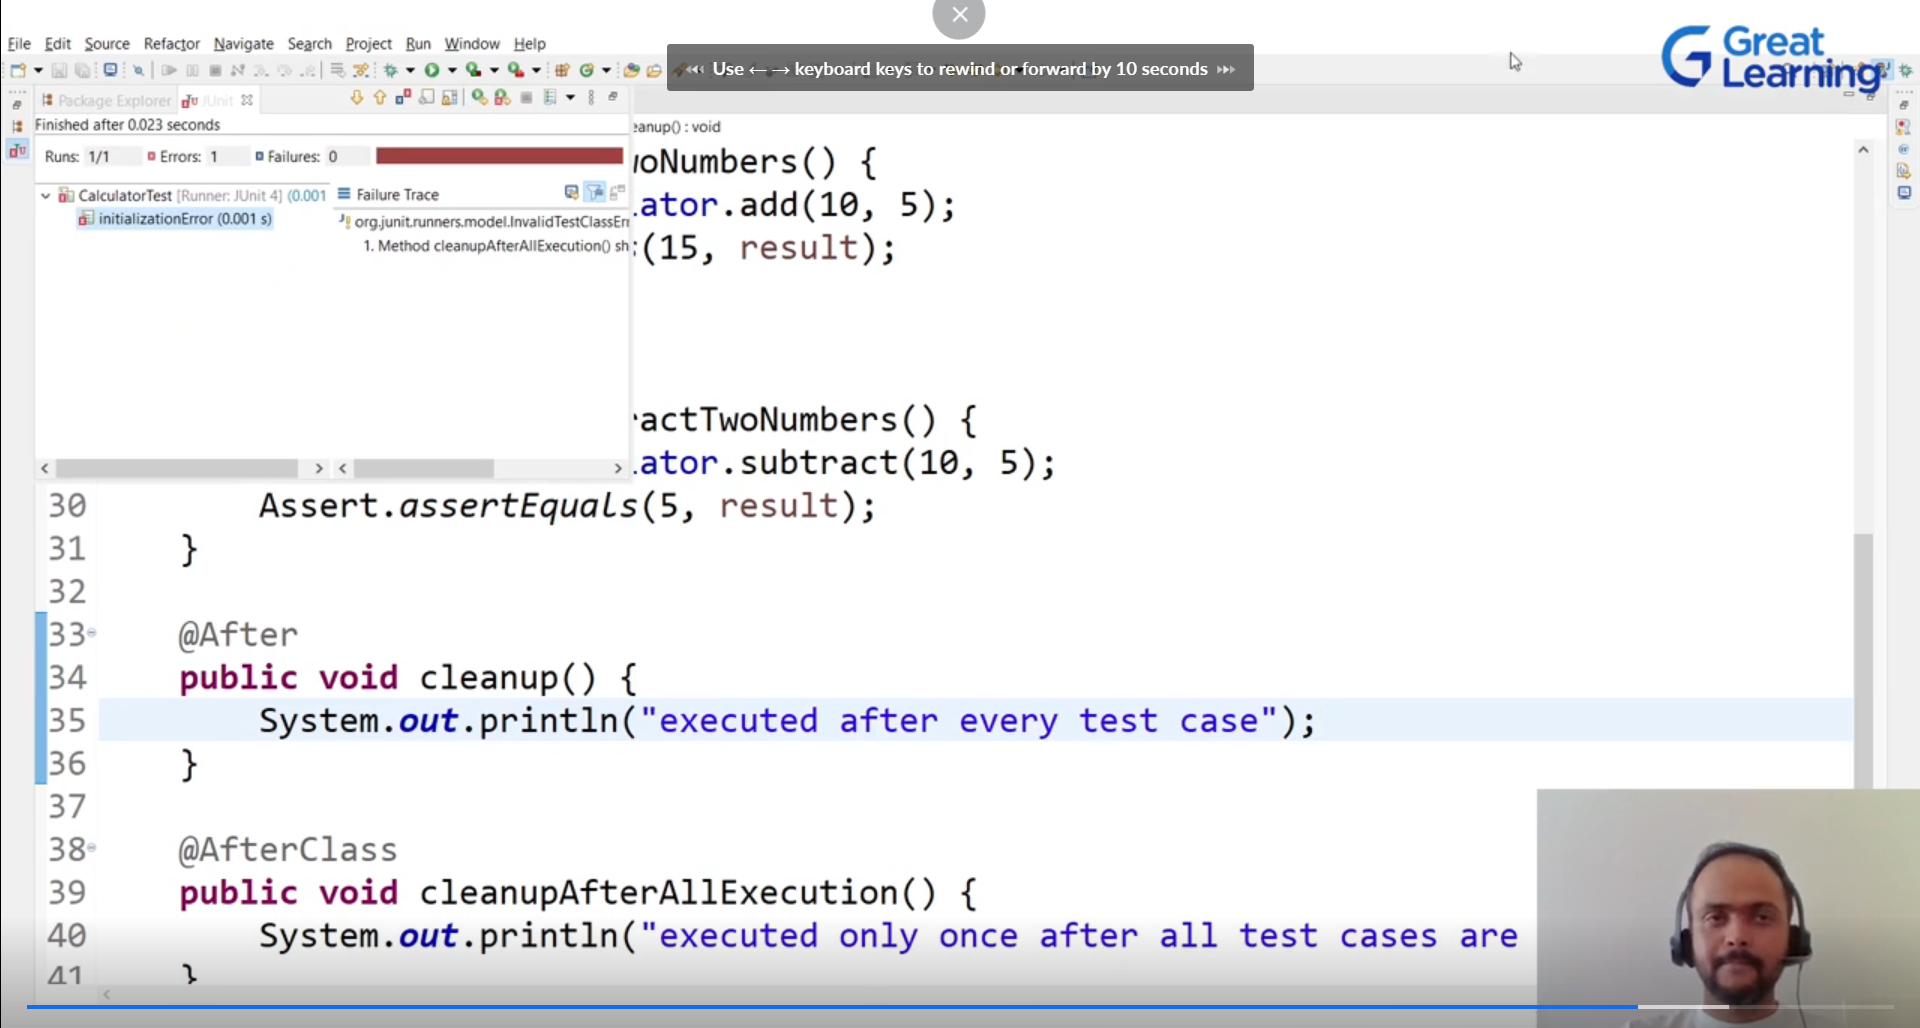 Great Learning
File Edit Source Refactor Navigate Search Project Run Window Help
Use ←→ keyboard keys to rewind or forward by 10 seconds
Package Explorer JUnit
Finished after 0.023 seconds
eanup() : void
Runs: 1/1 Errors: 1 Failures: 0
CalculatorTest [Runner: JUnit 4] (0.001
initializationError (0.001 s)
Failure Trace
org.junit.runners.model.InvalidTestClassErr
1. Method cleanupAfterAllExecution() sh
woNumbers() {
ator.add(10, 5);
(15, result);
actTwoNumbers() {
ator.subtract(10, 5);
30 Assert.assertEquals(5, result);
31 }
32
33 @After
34 public void cleanup() {
35 System.out.println("executed after every test case");
36 }
37
38 @AfterClass
39 public void cleanupAfterAllExecution() {
40 System.out.println("executed only once after all test cases are
41 }